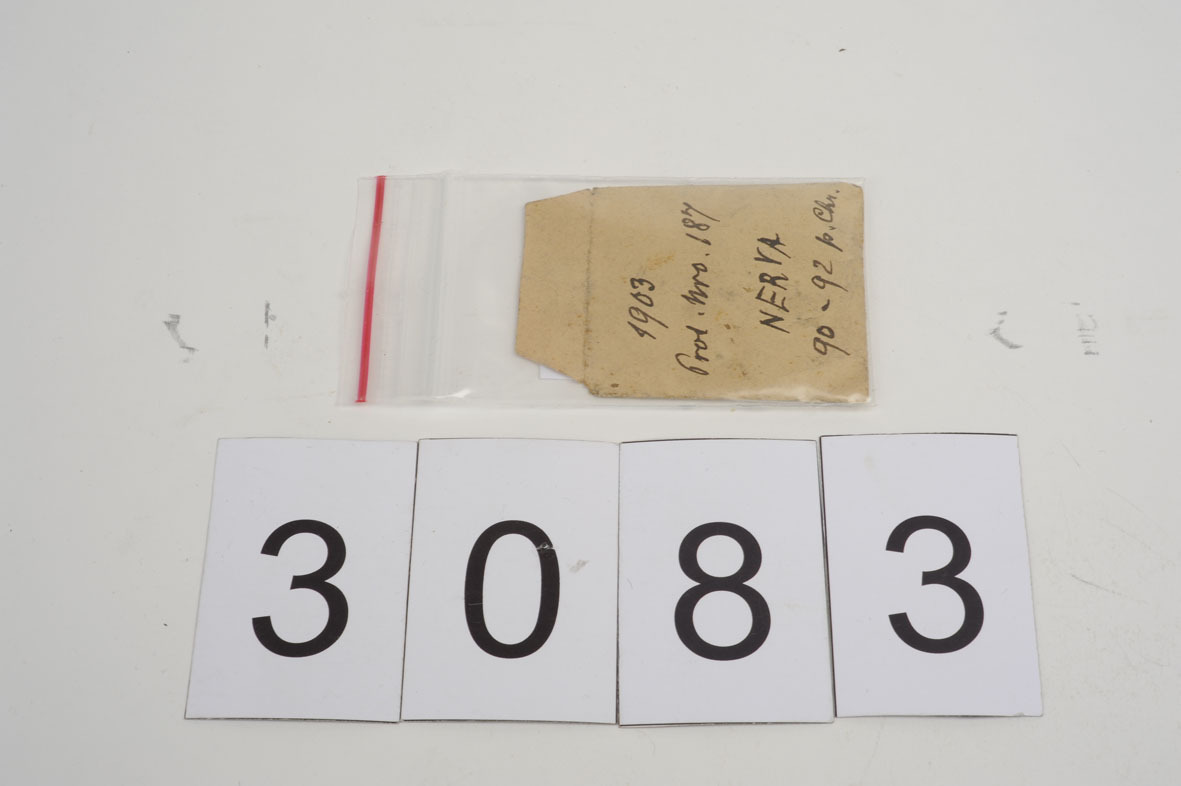 1903
Prot. Nro. 187
NERVA
90-92 p. Chr.
3083